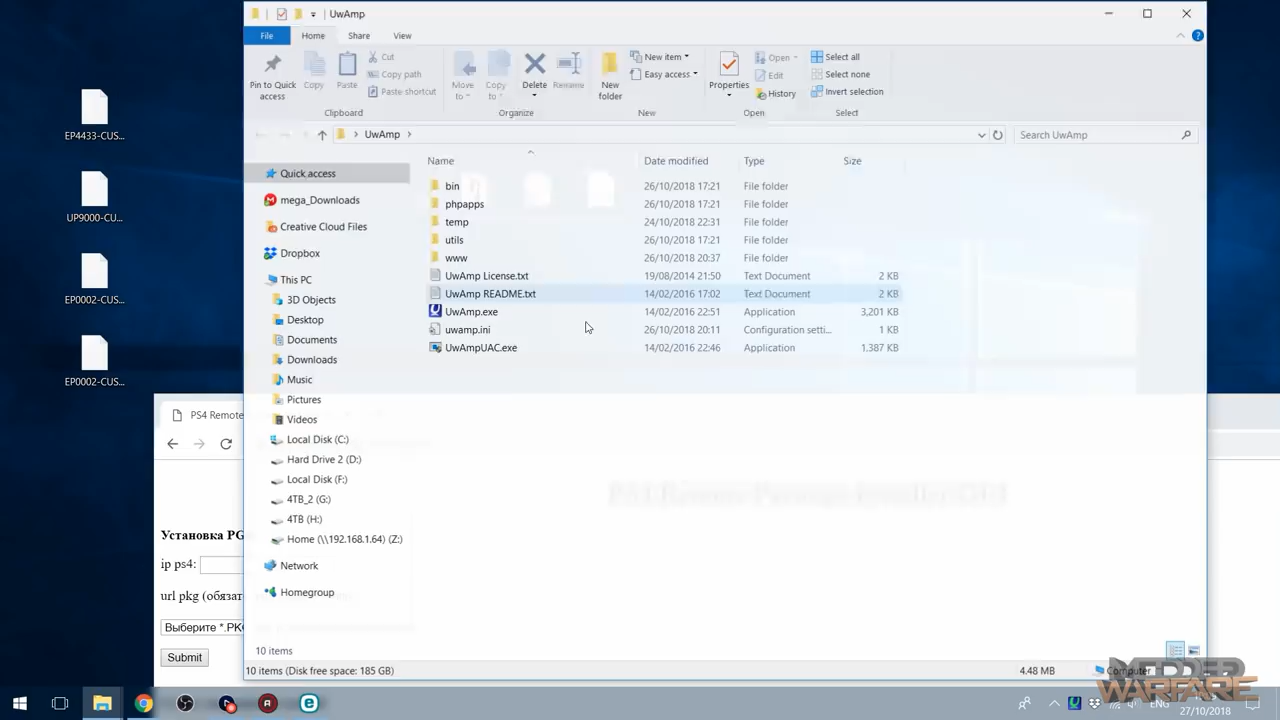 UwAmp
File
Home
Share
View
Pin to Quick access
Copy
Paste
Cut
Copy path
Paste shortcut
Clipboard
Move to
Copy to
Delete
Rename
Organize
New folder
New item
Easy access
New
Properties
Open
Edit
History
Open
Select all
Select none
Invert selection
Select
UwAmp
Search UwAmp
Name Date modified Type Size
bin 26/10/2018 17:21 File folder
phpapps 26/10/2018 17:21 File folder
temp 24/10/2018 22:31 File folder
utils 26/10/2018 17:21 File folder
www 26/10/2018 20:37 File folder
UwAmp License.txt 19/08/2014 21:50 Text Document 2 KB
UwAmp README.txt 14/02/2016 17:02 Text Document 2 KB
UwAmp.exe 14/02/2016 22:51 Application 3,201 KB
uwamp.ini 26/10/2018 20:11 Configuration setti... 1 KB
UwAmpUAC.exe 14/02/2016 22:46 Application 1,387 KB
Quick access
mega_Downloads
Creative Cloud Files
Dropbox
This PC
3D Objects
Desktop
Documents
Downloads
Music
Pictures
Videos
Local Disk (C:)
Hard Drive 2 (D:)
Local Disk (F:)
4TB_2 (G:)
4TB (H:)
Home (\\192.168.1.64) (Z:)
Network
Homegroup
10 items
10 items (Disk free space: 185 GB)
4.48 MB
Computer
EP4433-CUS...
UP9000-CU...
EP0002-CUS...
EP0002-CUS...
PS4 Remote
Установка
ip ps4:
url pkg
Выберите *.PK
Submit
MODDED
WARFARE
ENG
27/10/2018